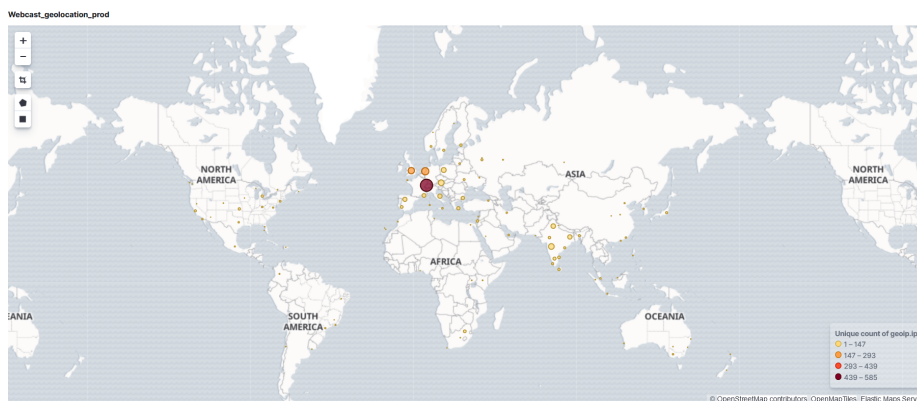 Webcast_geolocation_prod
+
−
NORTH
AMERICA
ASIA
NORTH
AMERICA
AFRICA
EANIA
SOUTH
AMERICA
OCEANIA
Unique count of geoip.ip
1 – 147
147 – 293
293 – 439
439 – 585
© OpenStreetMap contributors, OpenMapTiles, Elastic Maps Serv